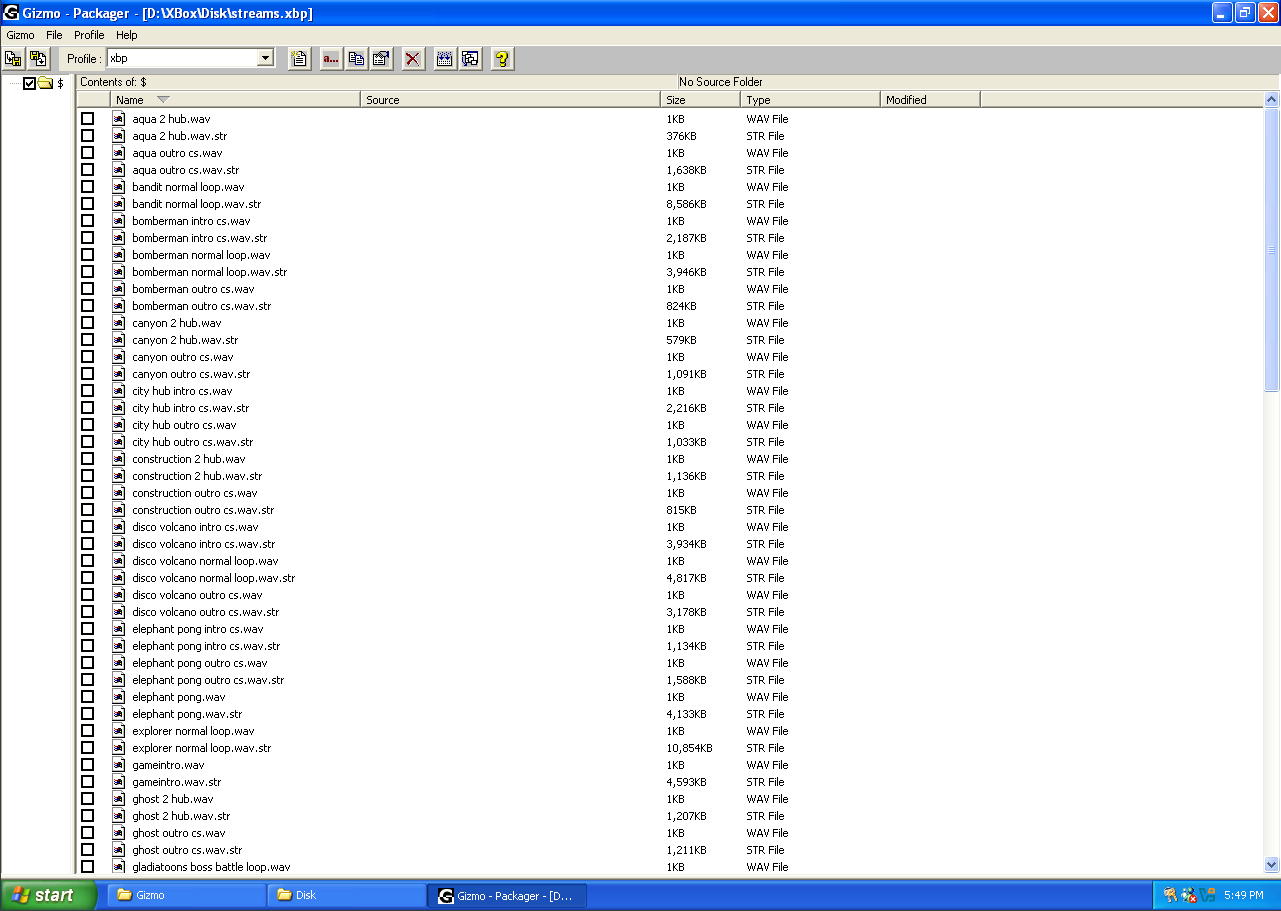 Gizmo - Packager - [D:\XBox\Disk\streams.xbp]
Gizmo File Profile Help
Profile : xbp a...
$ Contents of: $ No Source Folder
Name Source Size Type Modified
aqua 2 hub.wav 1KB WAV File
aqua 2 hub.wav.str 376KB STR File
aqua outro cs.wav 1KB WAV File
aqua outro cs.wav.str 1,638KB STR File
bandit normal loop.wav 1KB WAV File
bandit normal loop.wav.str 8,586KB STR File
bomberman intro cs.wav 1KB WAV File
bomberman intro cs.wav.str 2,187KB STR File
bomberman normal loop.wav 1KB WAV File
bomberman normal loop.wav.str 3,946KB STR File
bomberman outro cs.wav 1KB WAV File
bomberman outro cs.wav.str 824KB STR File
canyon 2 hub.wav 1KB WAV File
canyon 2 hub.wav.str 579KB STR File
canyon outro cs.wav 1KB WAV File
canyon outro cs.wav.str 1,091KB STR File
city hub intro cs.wav 1KB WAV File
city hub intro cs.wav.str 2,216KB STR File
city hub outro cs.wav 1KB WAV File
city hub outro cs.wav.str 1,033KB STR File
construction 2 hub.wav 1KB WAV File
construction 2 hub.wav.str 1,136KB STR File
construction outro cs.wav 1KB WAV File
construction outro cs.wav.str 815KB STR File
disco volcano intro cs.wav 1KB WAV File
disco volcano intro cs.wav.str 3,934KB STR File
disco volcano normal loop.wav 1KB WAV File
disco volcano normal loop.wav.str 4,817KB STR File
disco volcano outro cs.wav 1KB WAV File
disco volcano outro cs.wav.str 3,178KB STR File
elephant pong intro cs.wav 1KB WAV File
elephant pong intro cs.wav.str 1,134KB STR File
elephant pong outro cs.wav 1KB WAV File
elephant pong outro cs.wav.str 1,588KB STR File
elephant pong.wav 1KB WAV File
elephant pong.wav.str 4,133KB STR File
explorer normal loop.wav 1KB WAV File
explorer normal loop.wav.str 10,854KB STR File
gameintro.wav 1KB WAV File
gameintro.wav.str 4,593KB STR File
ghost 2 hub.wav 1KB WAV File
ghost 2 hub.wav.str 1,207KB STR File
ghost outro cs.wav 1KB WAV File
ghost outro cs.wav.str 1,211KB STR File
gladiatoons boss battle loop.wav 1KB WAV File
start Gizmo Disk Gizmo - Packager - [D... 5:49 PM